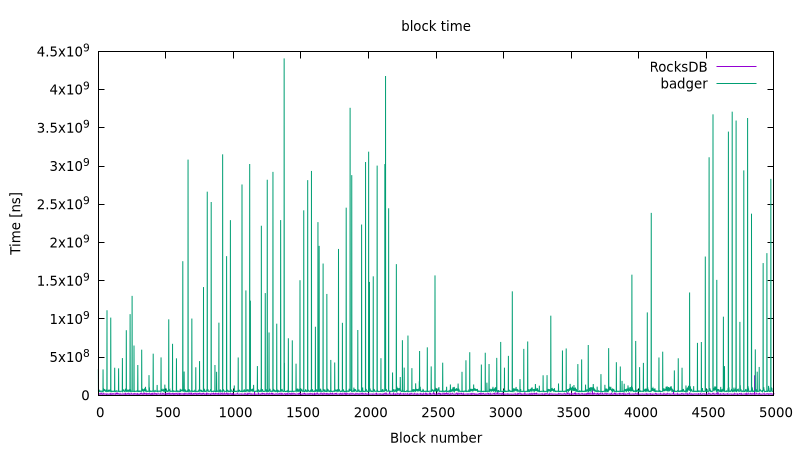 block time
RocksDB
badger
4.5x10⁹
4x10⁹
3.5x10⁹
3x10⁹
2.5x10⁹
2x10⁹
1.5x10⁹
1x10⁹
5x10⁸
0
Time [ns]
0 500 1000 1500 2000 2500 3000 3500 4000 4500 5000
Block number